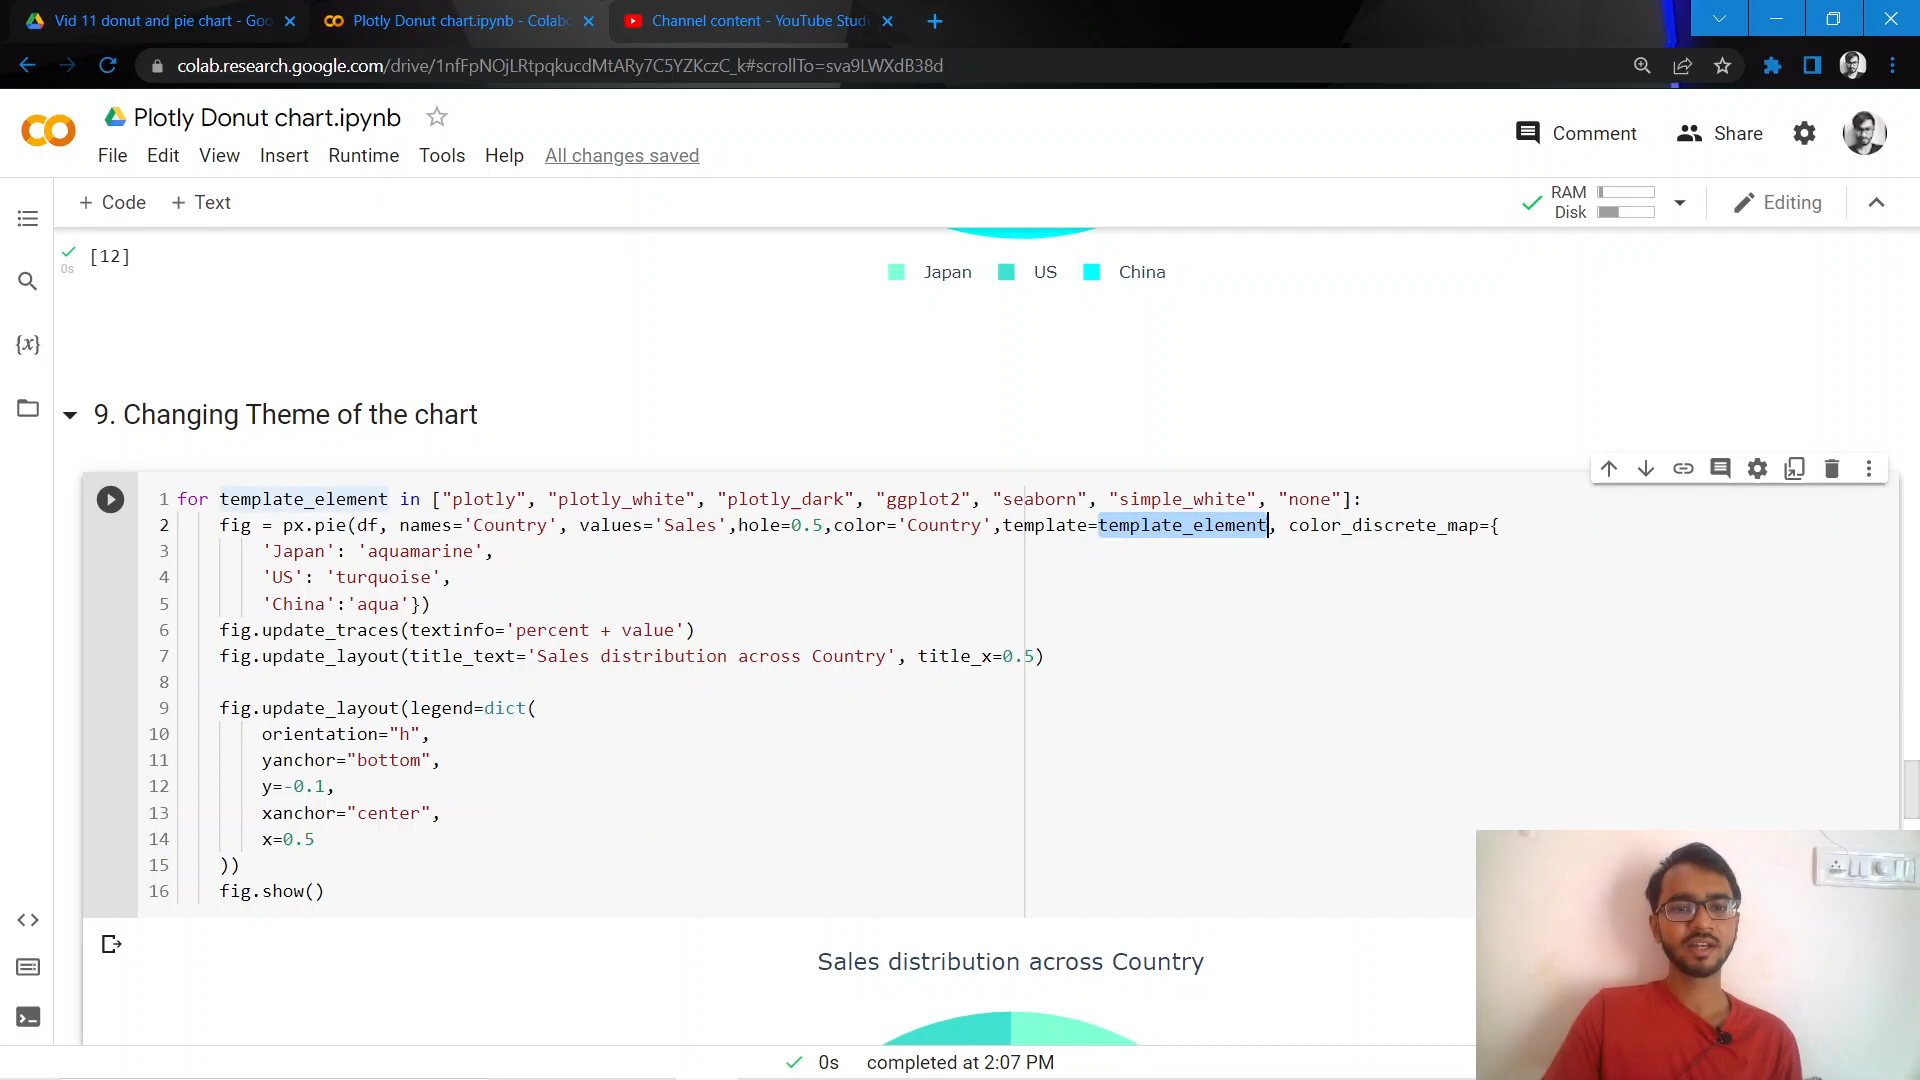 Vid 11 donut and pie chart - Goo
Plotly Donut chart.ipynb - Colabo
Channel content - YouTube Studi
colab.research.google.com/drive/1nfFpNOjLRtpqkucdMtARy7C5YZKczC_k#scrollTo=sva9LWXdB38d
Plotly Donut chart.ipynb
Comment
Share
File Edit View Insert Runtime Tools Help All changes saved
+ Code + Text
RAM
Disk
Editing
[12]
0s
Japan US China
{x}
9. Changing Theme of the chart
1 for template_element in ["plotly", "plotly_white", "plotly_dark", "ggplot2", "seaborn", "simple_white", "none"]:
2 fig = px.pie(df, names='Country', values='Sales',hole=0.5,color='Country',template=template_element, color_discrete_map={
3 'Japan': 'aquamarine',
4 'US': 'turquoise',
5 'China':'aqua'})
6 fig.update_traces(textinfo='percent + value')
7 fig.update_layout(title_text='Sales distribution across Country', title_x=0.5)
8
9 fig.update_layout(legend=dict(
10 orientation="h",
11 yanchor="bottom",
12 y=-0.1,
13 xanchor="center",
14 x=0.5
15 ))
16 fig.show()
Sales distribution across Country
0s completed at 2:07 PM